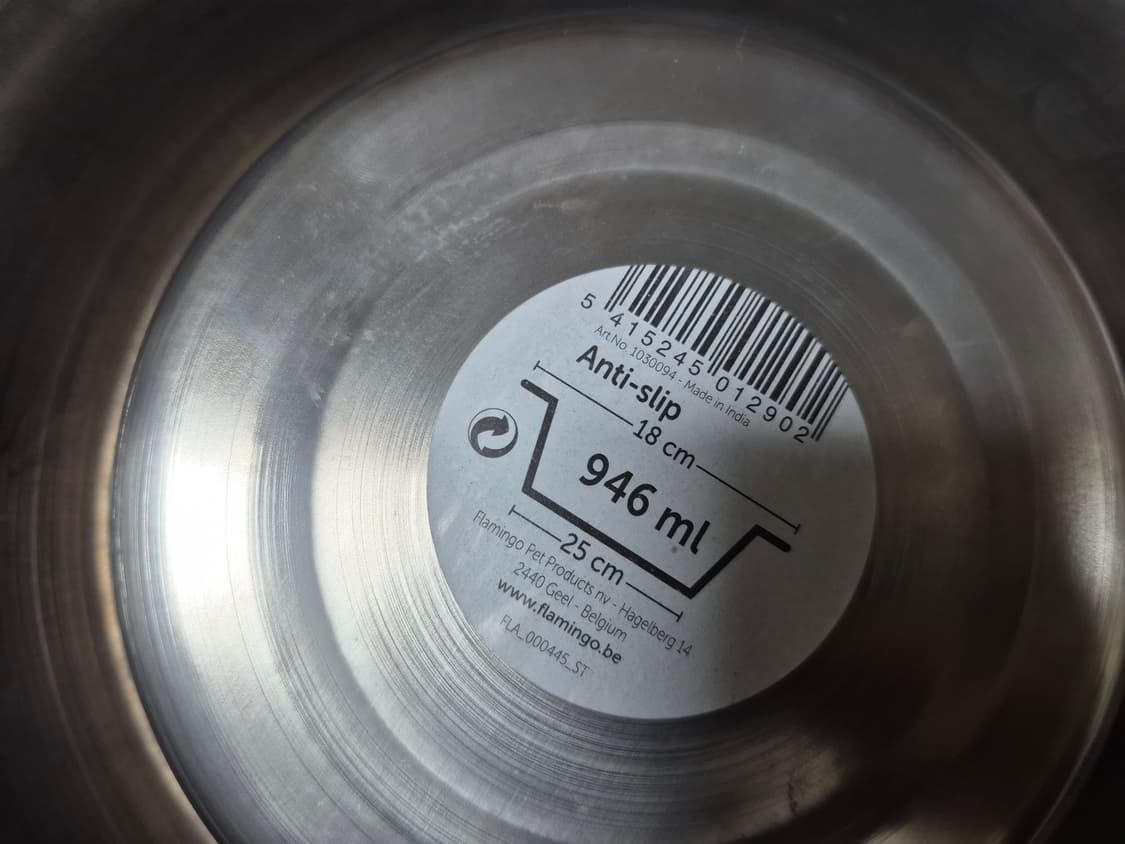 5 415245 012902
Art.No. 1030094 - Made in India
Anti-slip
18 cm
946 ml
25 cm
Flamingo Pet Products nv - Hagelberg 14
2440 Geel - Belgium
www.flamingo.be
FLA_000445_ST